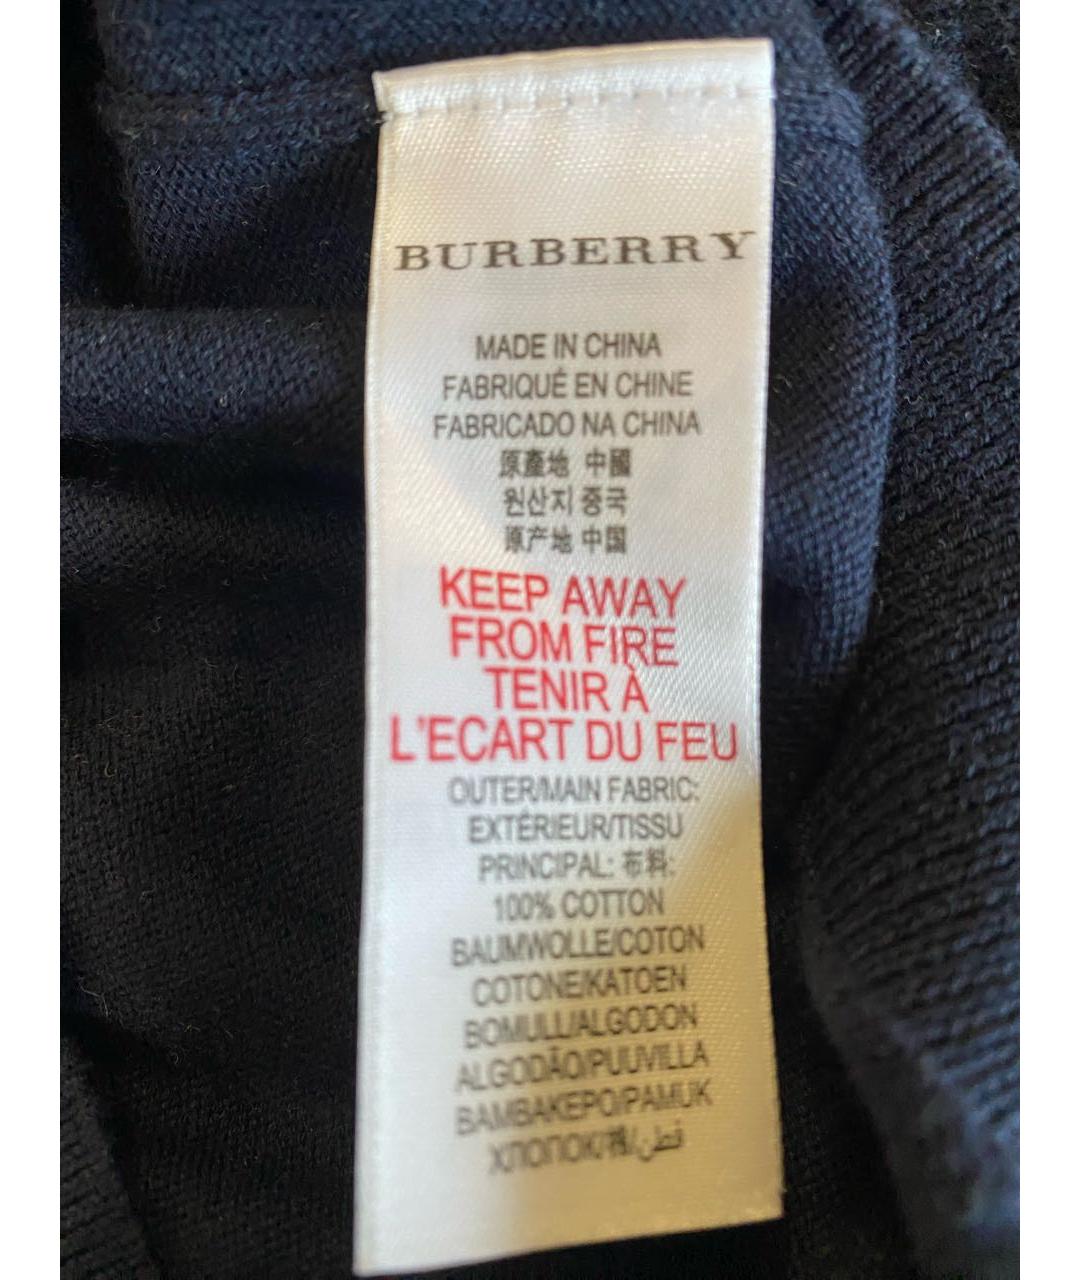 BURBERRY
MADE IN CHINA
FABRIQUÉ EN CHINE
FABRICADO NA CHINA
原產地 中國
원산지 중국
原产地 中国
KEEP AWAY
FROM FIRE
TENIR À
L'ECART DU FEU
OUTER/MAIN FABRIC:
EXTÉRIEUR/TISSU
PRINCIPAL: 布料:
100% COTTON
BAUMWOLLE/COTON
COTONE/KATOEN
BOMULL/ALGODON
ALGODÃO/PUUVILLA
BAMBAKEPO/PAMUK
ХЛОПОК/棉/قطن